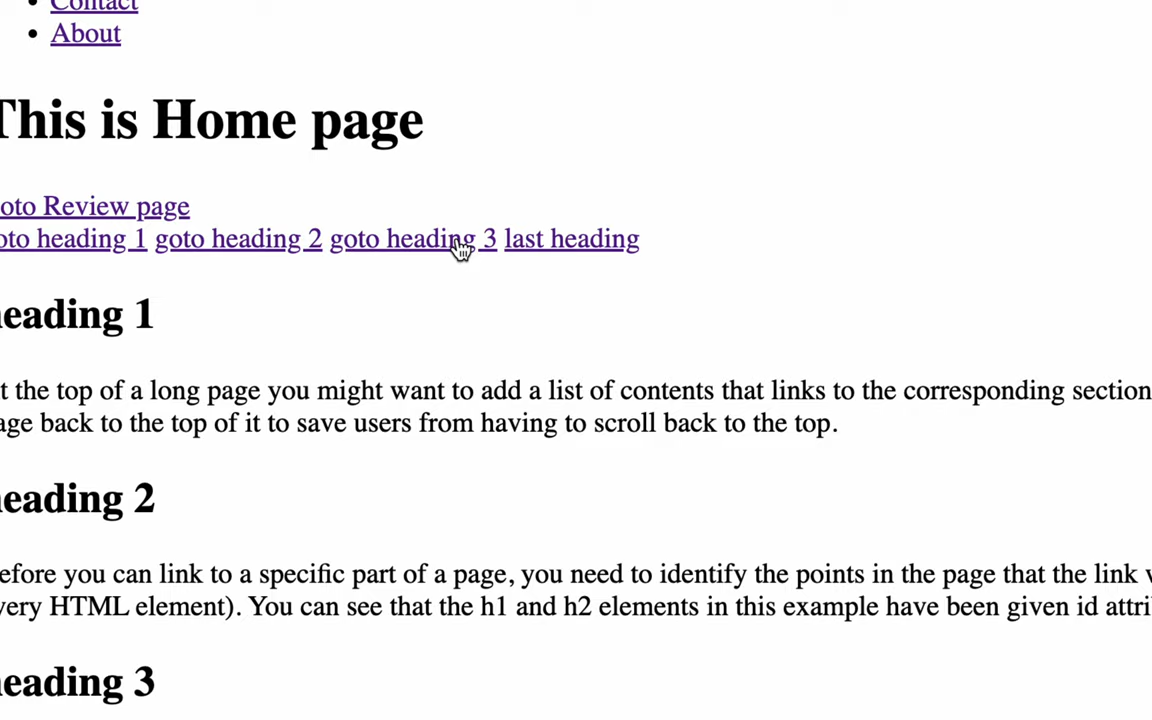 Contact
About
This is Home page
oto Review page
oto heading 1 goto heading 2 goto heading 3 last heading
eading 1
t the top of a long page you might want to add a list of contents that links to the corresponding section
age back to the top of it to save users from having to scroll back to the top.
eading 2
efore you can link to a specific part of a page, you need to identify the points in the page that the link
very HTML element). You can see that the h1 and h2 elements in this example have been given id attri
eading 3